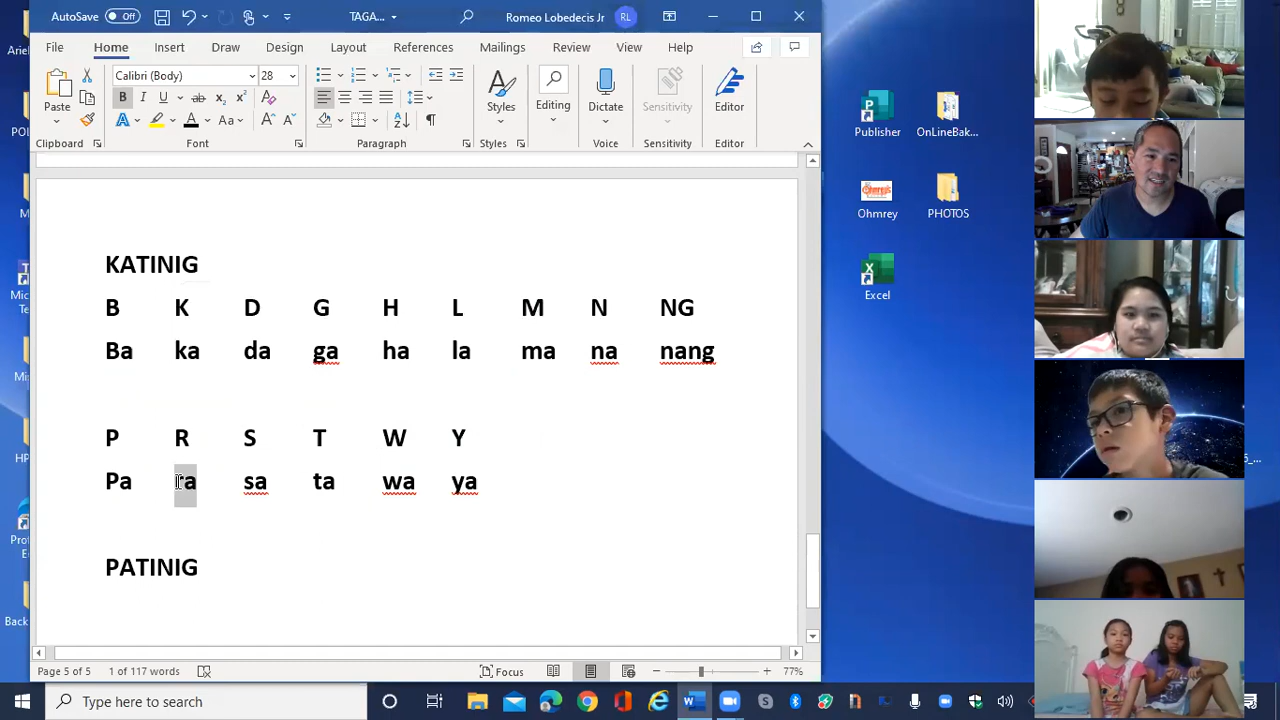 AutoSave Off TAGA... Romeo Lobedecis Jr RL
File Home Insert Draw Design Layout References Mailings Review View Help
Calibri (Body) 28
Paste Styles Editing Dictate Sensitivity Editor
Clipboard Font Paragraph Styles Voice Sensitivity Editor
KATINIG
B K D G H L M N NG
Ba ka da ga ha la ma na nang
P R S T W Y
Pa ra sa ta wa ya
PATINIG
Page 5 of 5 1 of 117 words Focus 77%
Publisher OnLineBak...
Ohmrey's
Ohmrey PHOTOS
Excel
Type here to search